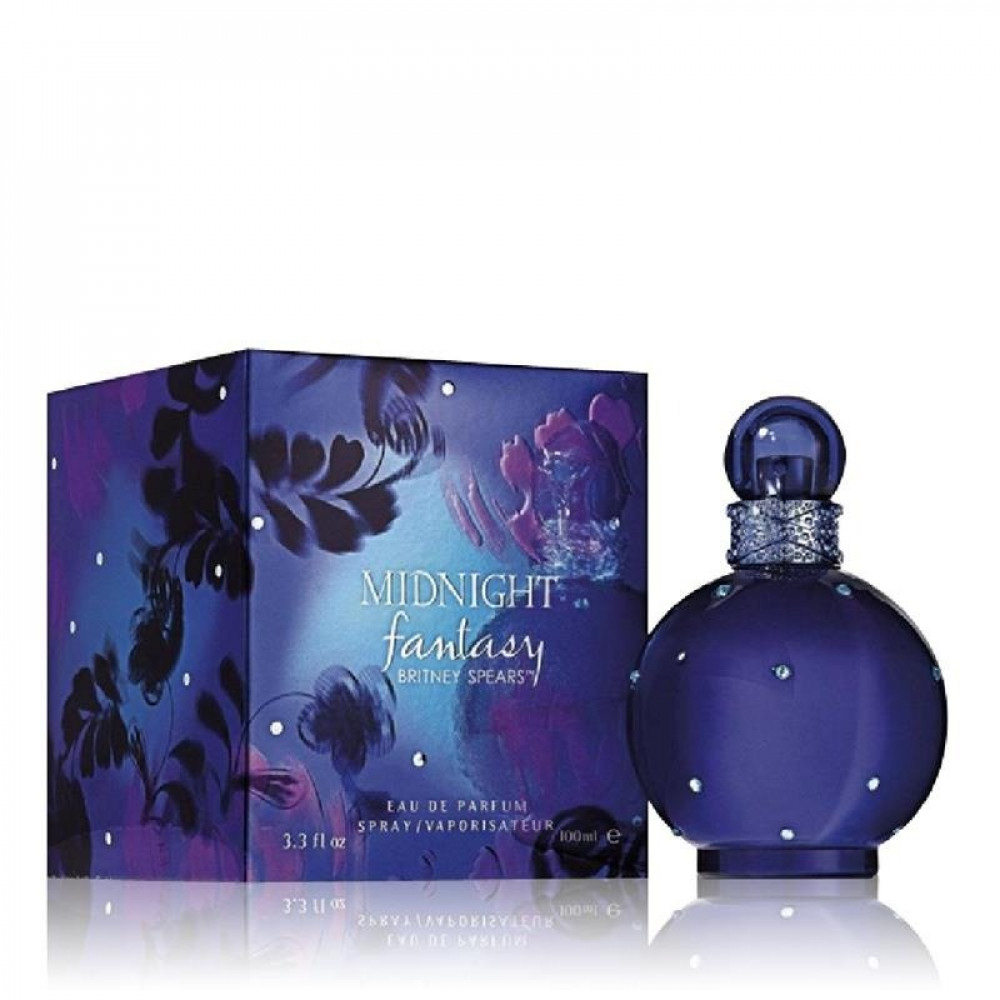 MIDNIGHT
fantasy
BRITNEY SPEARS™
EAU DE PARFUM
SPRAY/VAPORISATEUR
3.3 fl oz
100ml ℮